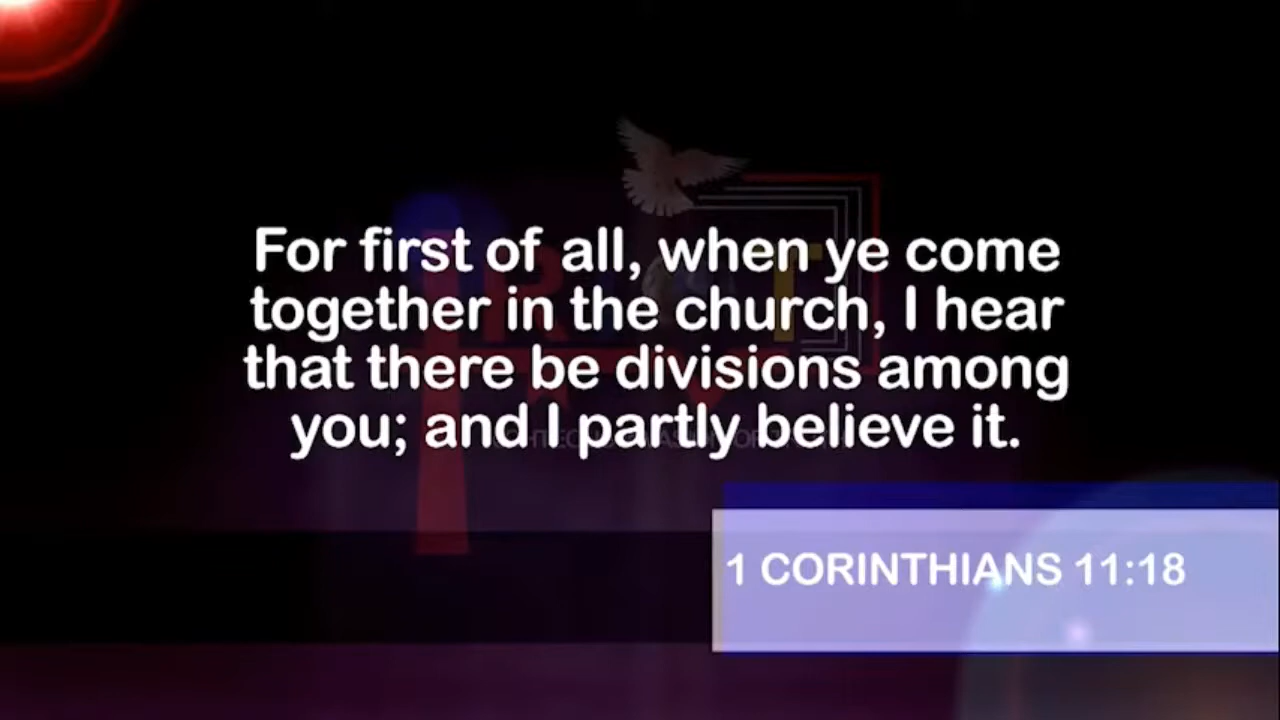 For first of all, when ye come
together in the church, I hear
that there be divisions among
you; and I partly believe it.
1 CORINTHIANS 11:18